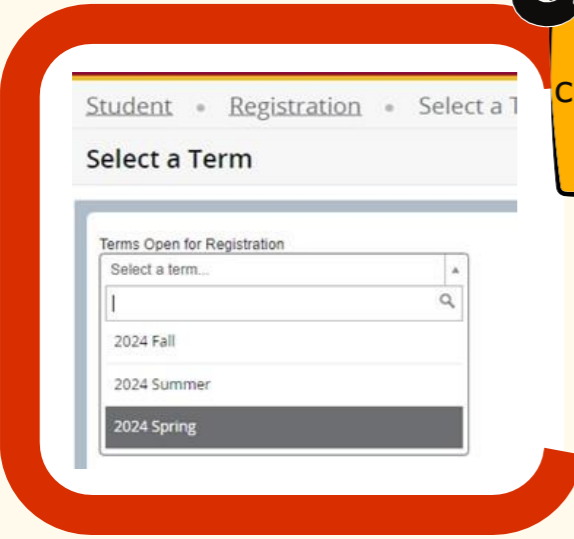 Student • Registration • Select a
Select a Term
Terms Open for Registration
Select a term...
2024 Fall
2024 Summer
2024 Spring